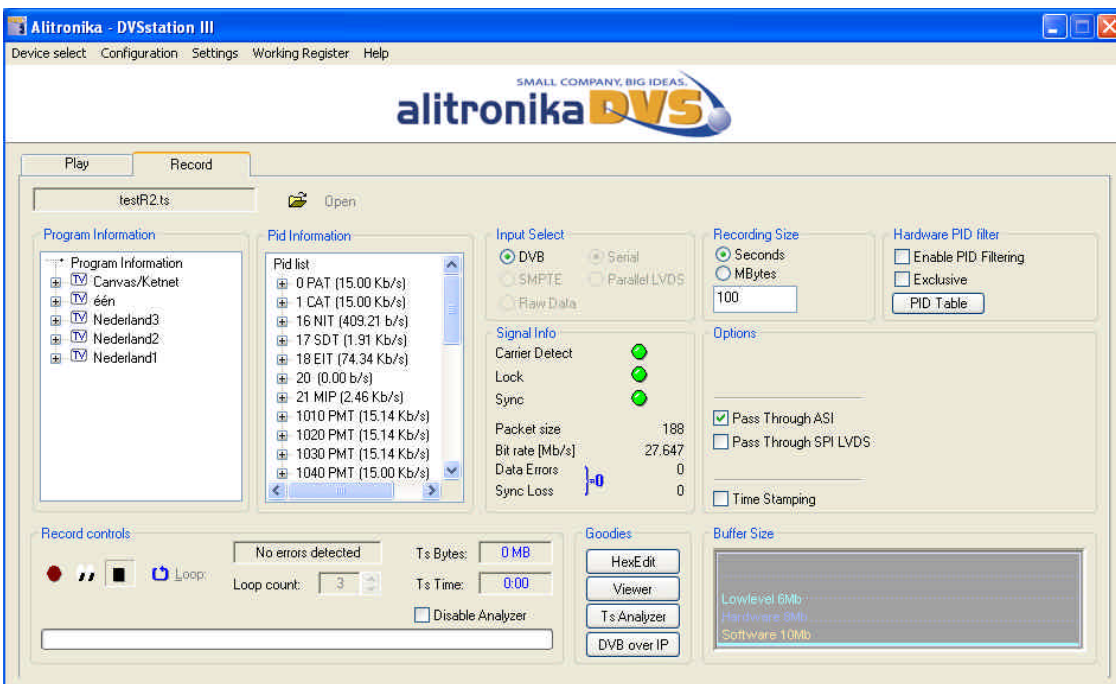 Alitronika - DVSstation III
Device select Configuration Settings Working Register Help
SMALL COMPANY, BIG IDEAS.
alitronika DVS
Play Record
testR2.ts Open
Program Information
Program Information
Canvas/Ketnet
één
Nederland3
Nederland2
Nederland1
Pid Information
Pid list
0 PAT (15.00 Kb/s)
1 CAT (15.00 Kb/s)
16 NIT (409.21 b/s)
17 SDT (1.91 Kb/s)
18 EIT (74.34 Kb/s)
20 (0.00 b/s)
21 MIP (2.46 Kb/s)
1010 PMT (15.14 Kb/s)
1020 PMT (15.14 Kb/s)
1030 PMT (15.14 Kb/s)
1040 PMT (15.00 Kb/s)
Input Select
DVB Serial
SMPTE Parallel LVDS
Raw Data
Signal Info
Carrier Detect
Lock
Sync
Packet size 188
Bit rate [Mb/s] 27,647
Data Errors 0
=0
Sync Loss 0
Recording Size
Seconds
MBytes
100
Hardware PID filter
Enable PID Filtering
Exclusive
PID Table
Options
Pass Through ASI
Pass Through SPI LVDS
Time Stamping
Record controls
Loop:
No errors detected
Loop count: 3
Ts Bytes: 0 MB
Ts Time: 0:00
Disable Analyzer
Goodies
HexEdit
Viewer
Ts Analyzer
DVB over IP
Buffer Size
Lowlevel 6Mb
Hardware 8Mb
Software 10Mb